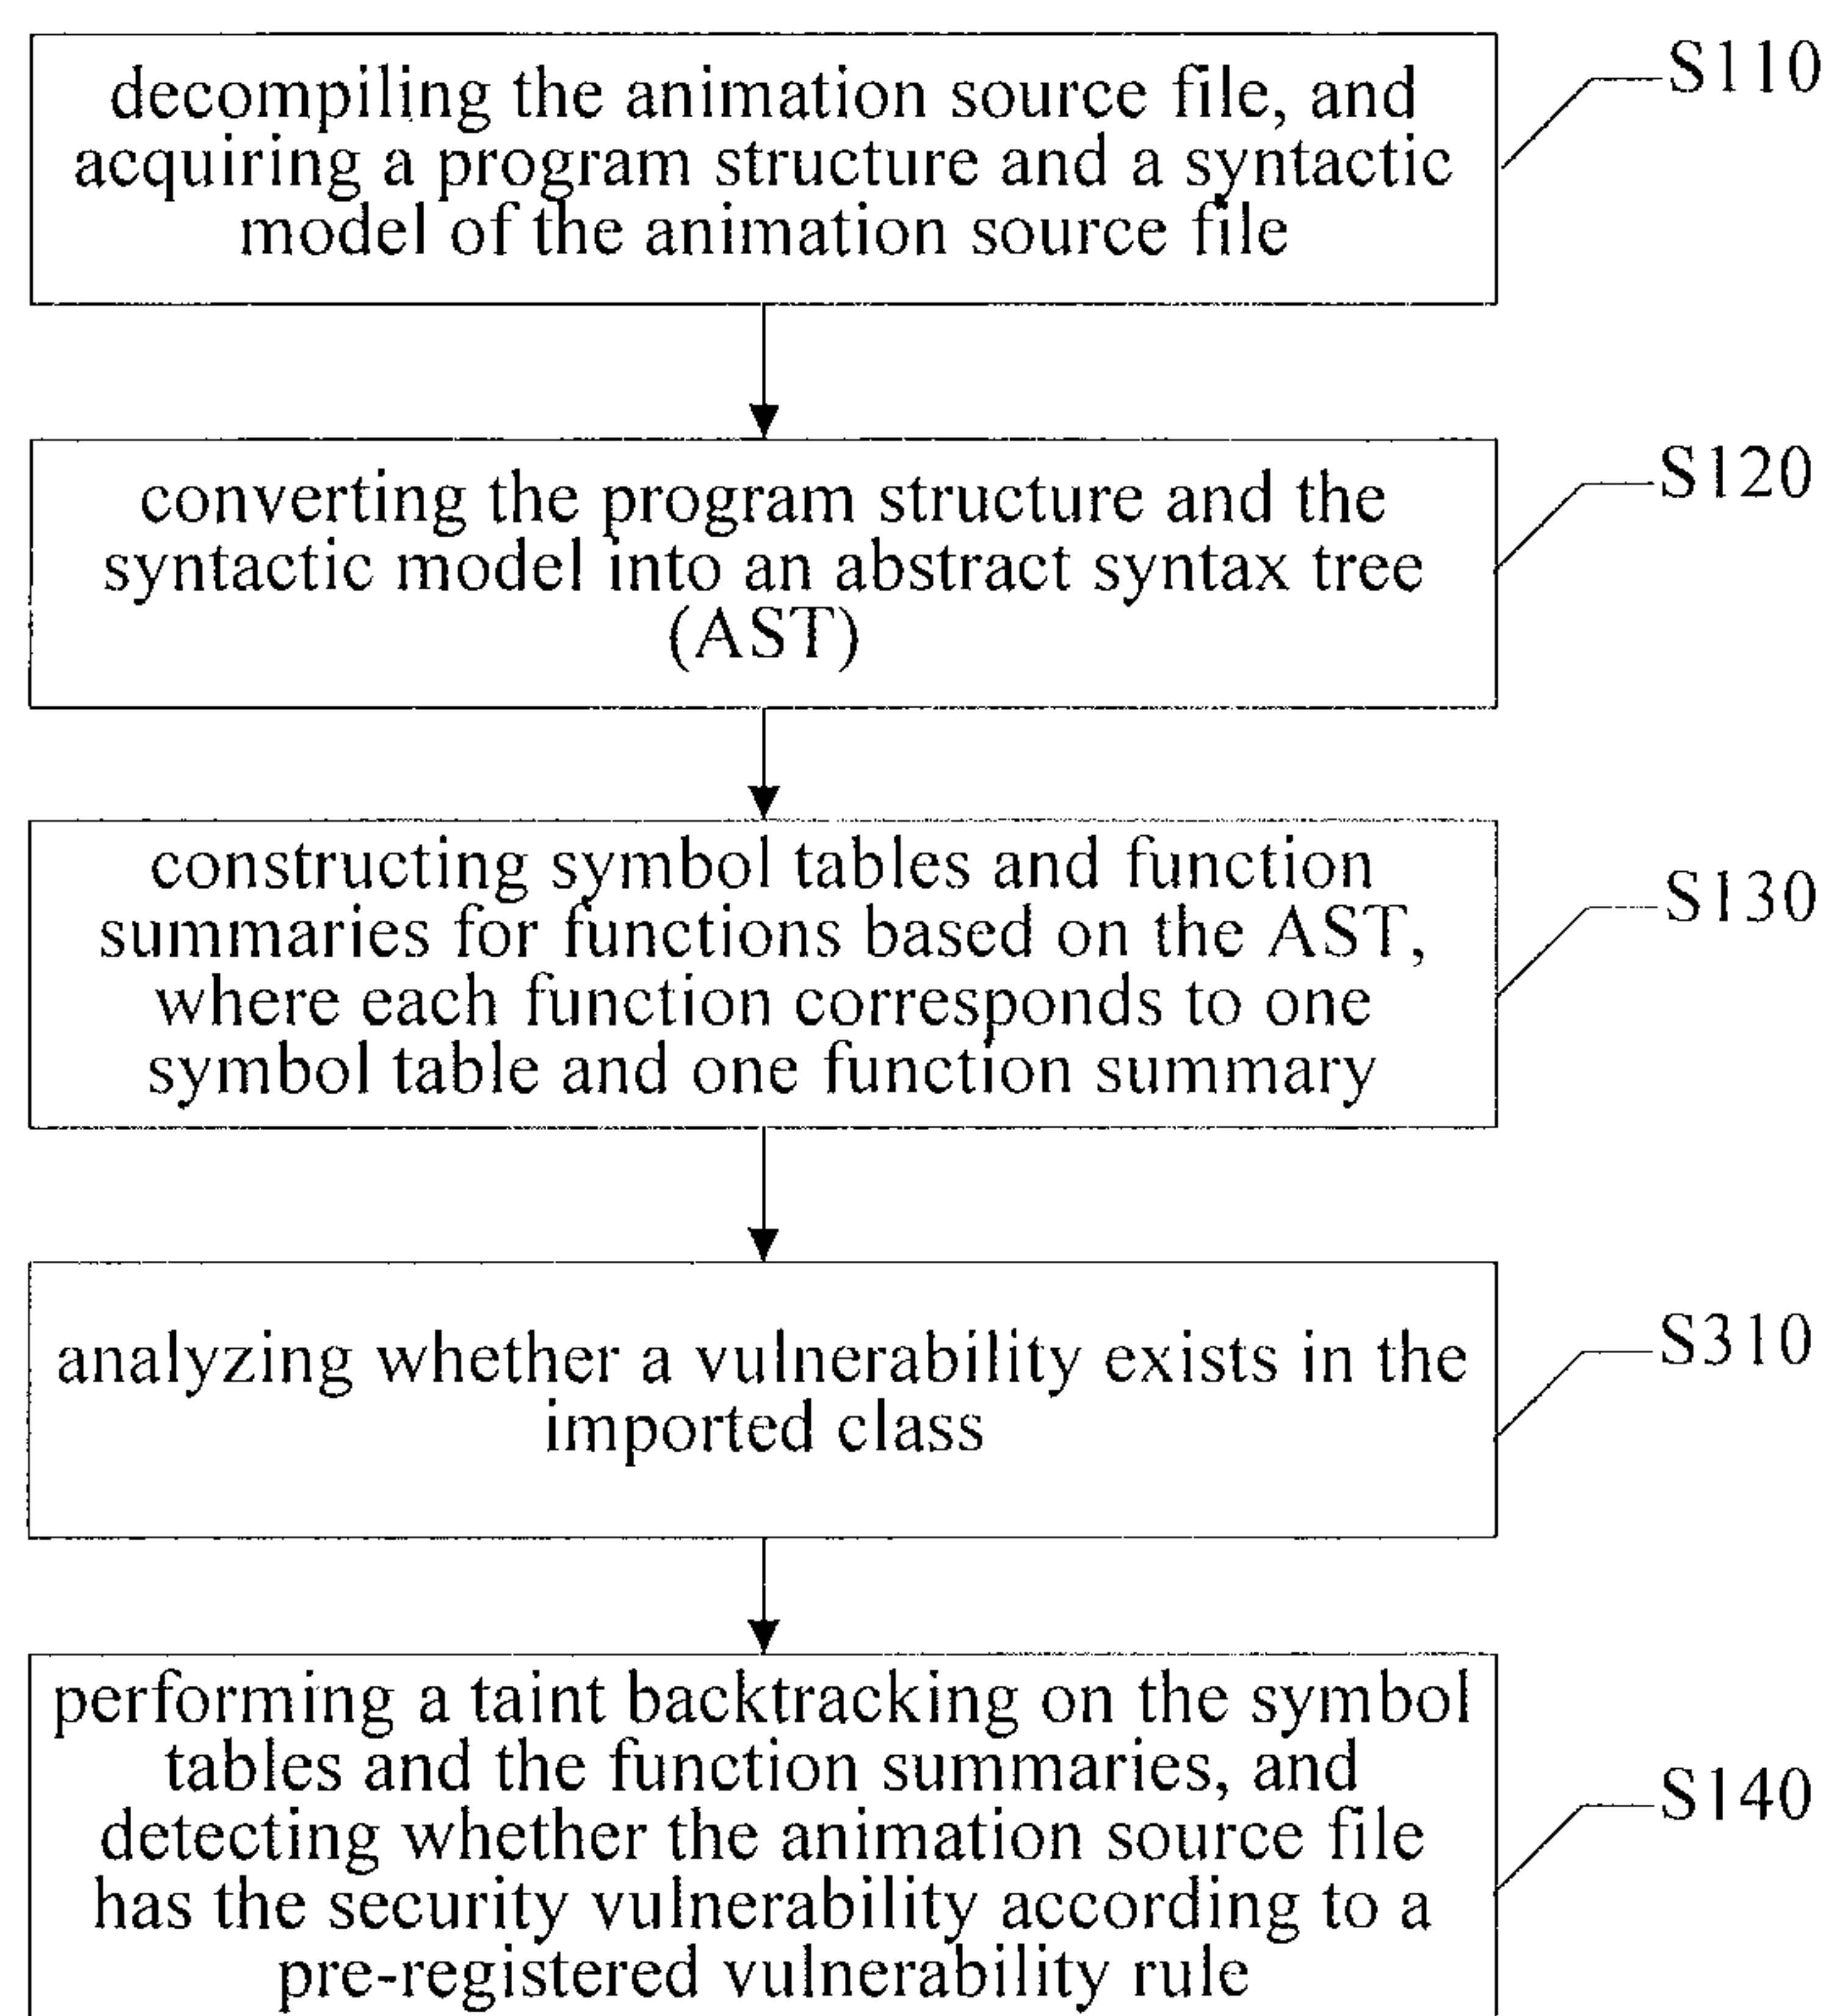 decompiling the animation source file, and
acquiring a program structure and a syntactic
model of the animation source file
S110
converting the program structure and the
syntactic model into an abstract syntax tree
(AST)
S120
constructing symbol tables and function
summaries for functions based on the AST,
where each function corresponds to one
symbol table and one function summary
S130
analyzing whether a vulnerability exists in the
imported class
S310
performing a taint backtracking on the symbol
tables and the function summaries, and
detecting whether the animation source file
has the security vulnerability according to a
pre-registered vulnerability rule
S140